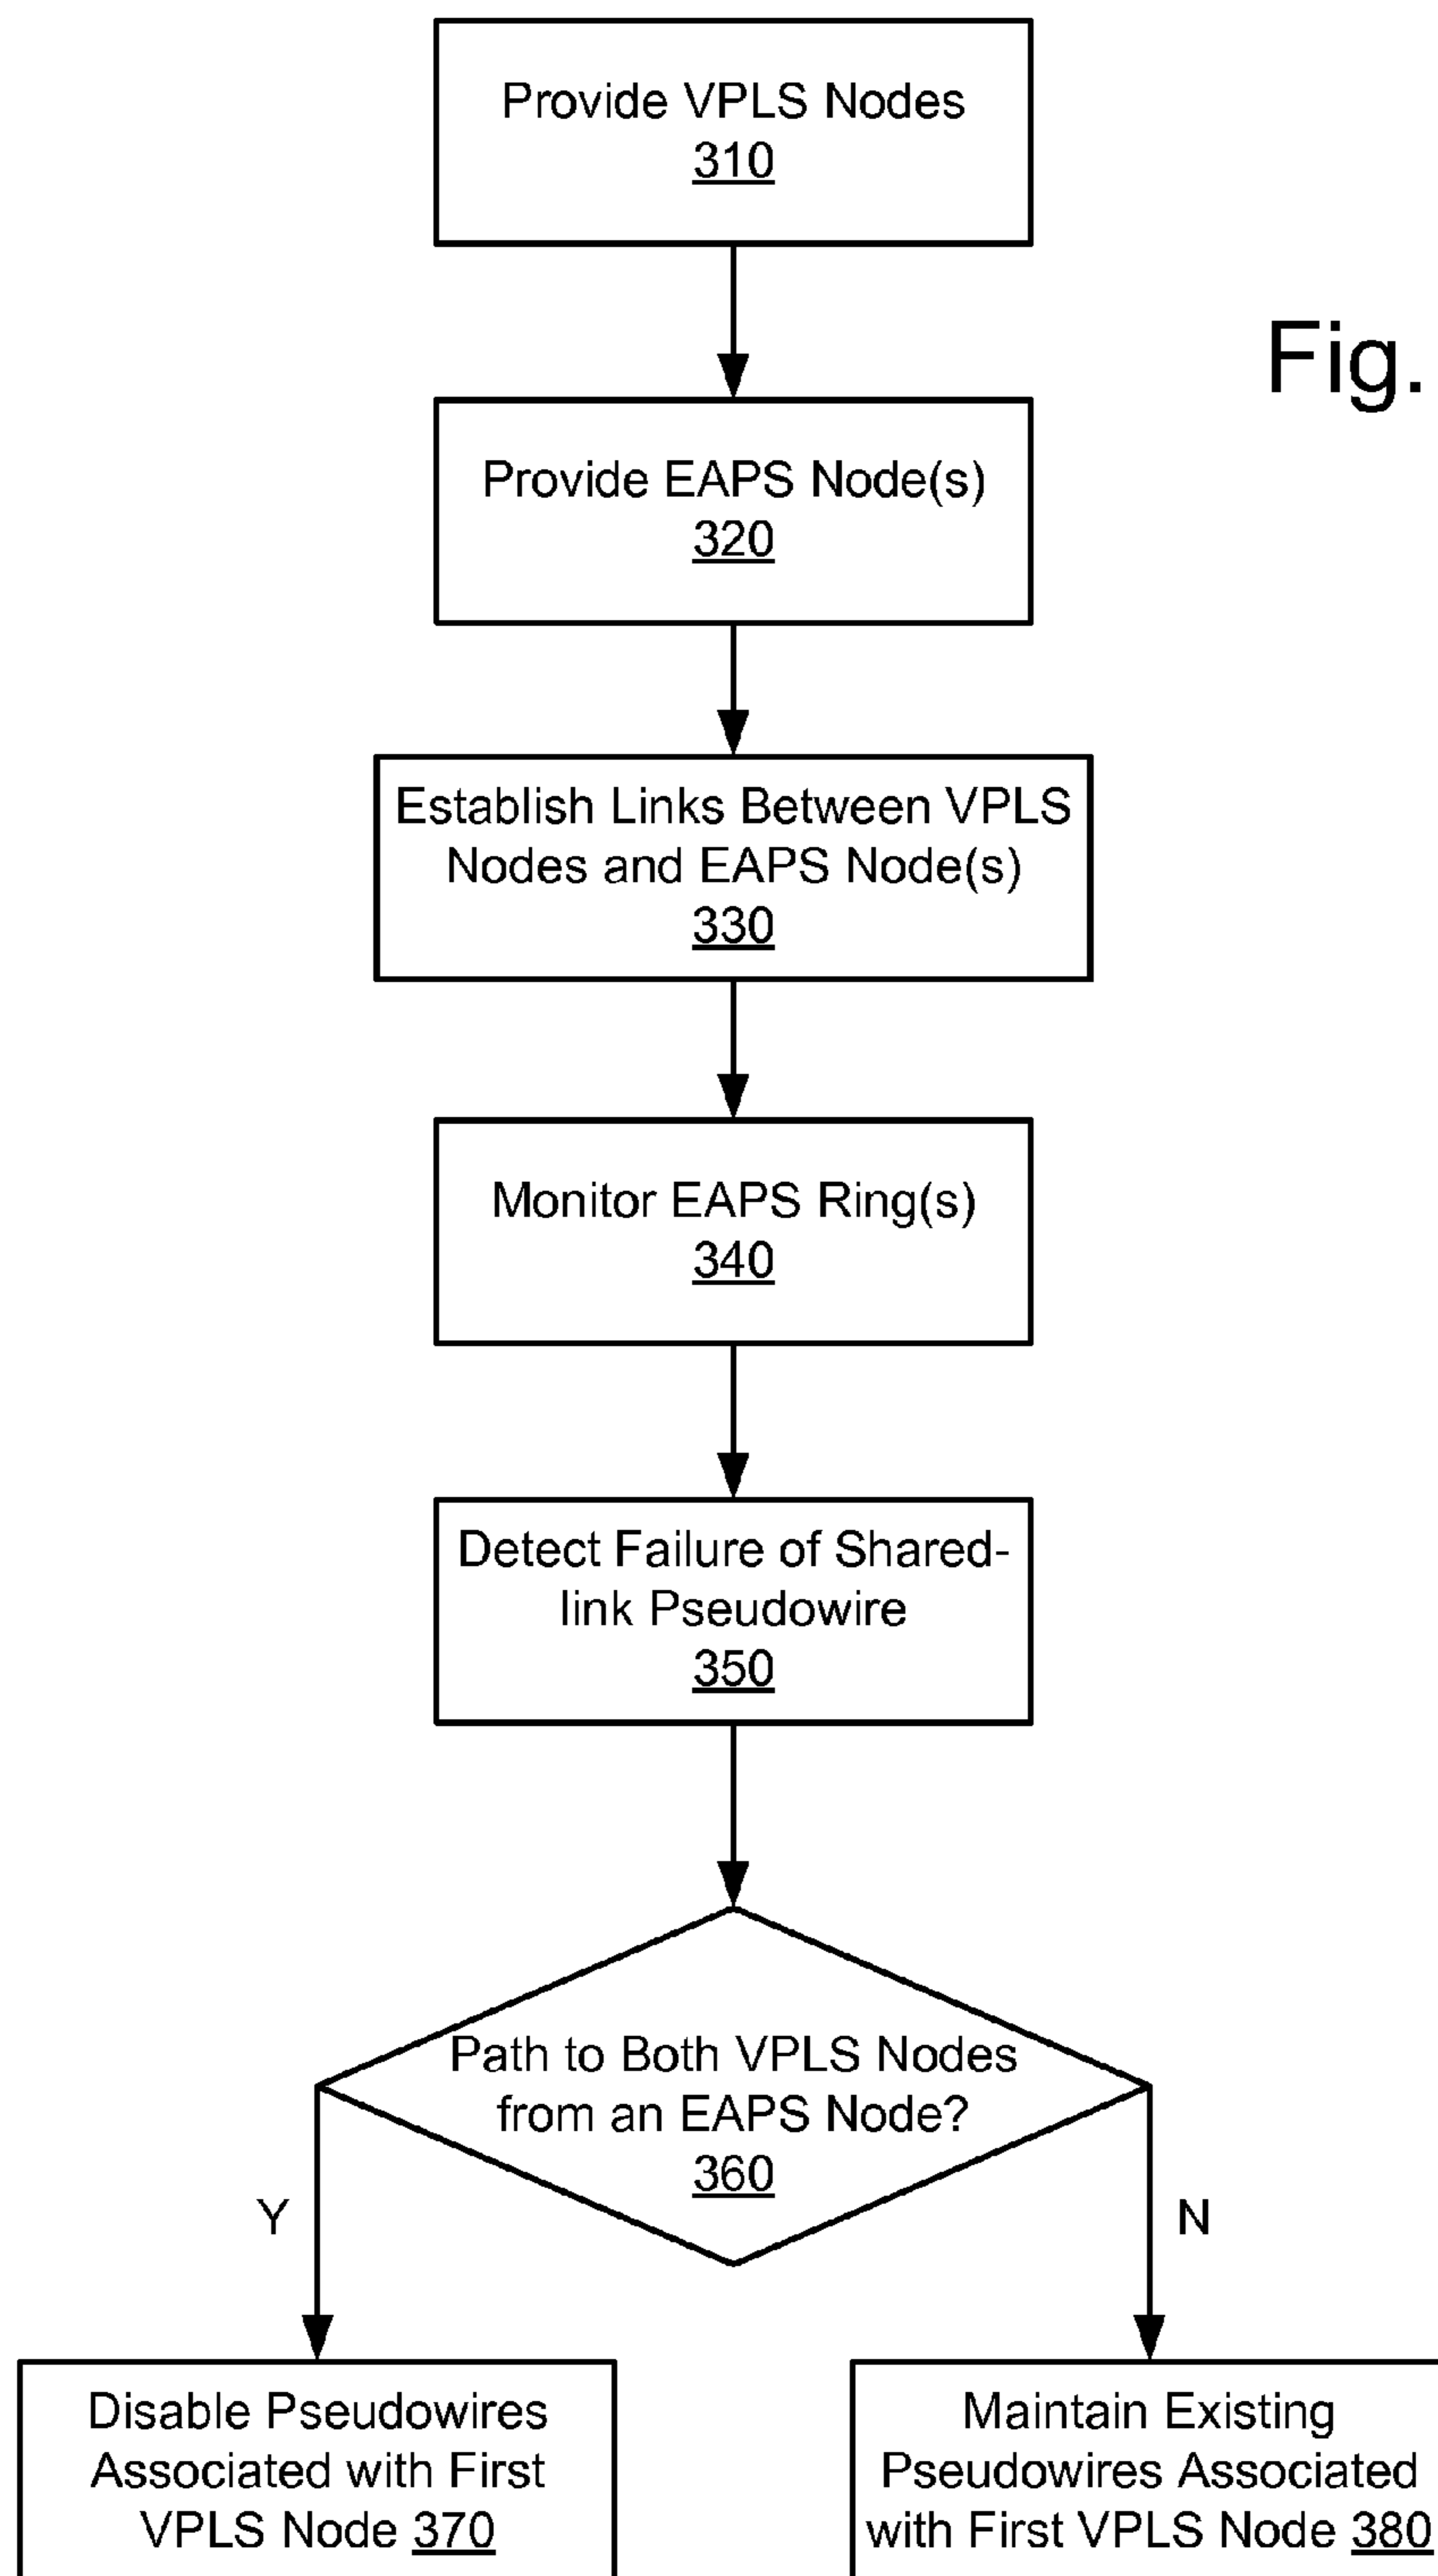 Provide VPLS Nodes
310
Fig.
Provide EAPS Node(s)
320
Establish Links Between VPLS
Nodes and EAPS Node(s)
330
Monitor EAPS Ring(s)
340
Detect Failure of Shared-
link Pseudowire
350
Path to Both VPLS Nodes
from an EAPS Node?
360
Y
N
Disable Pseudowires
Associated with First
VPLS Node 370
Maintain Existing
Pseudowires Associated
with First VPLS Node 380